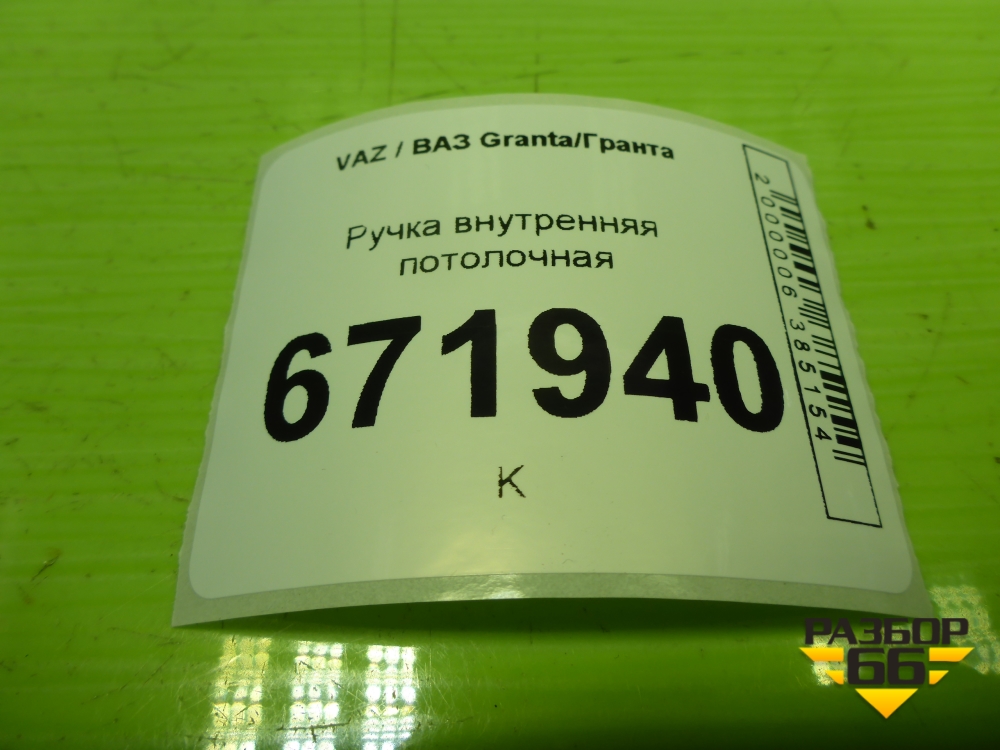 VAZ / ВАЗ Granta/Гранта
Ручка внутренняя
потолочная
671940
К
2000006385154
РАЗБОР
66